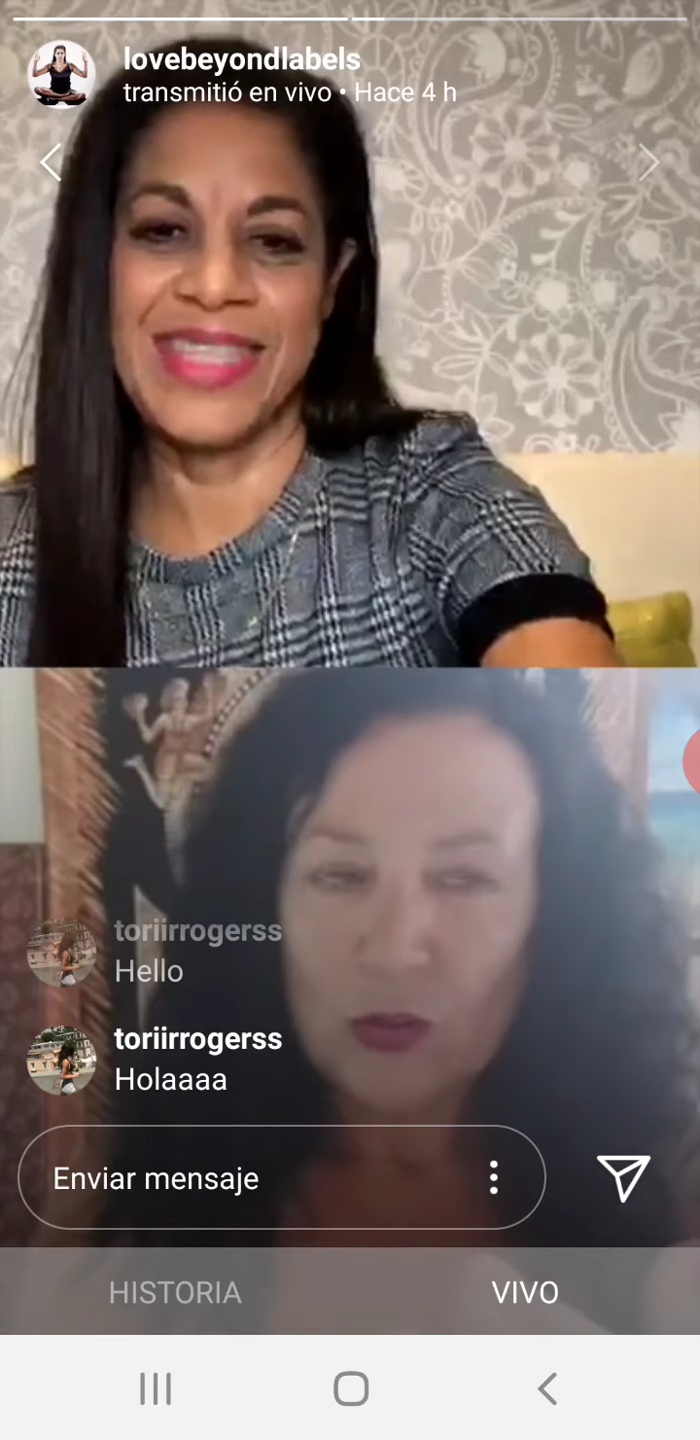 lovebeyondlabels
transmitió en vivo • Hace 4 h
toriirrogerss
Hello
toriirrogerss
Holaaaa
Enviar mensaje
HISTORIA
VIVO